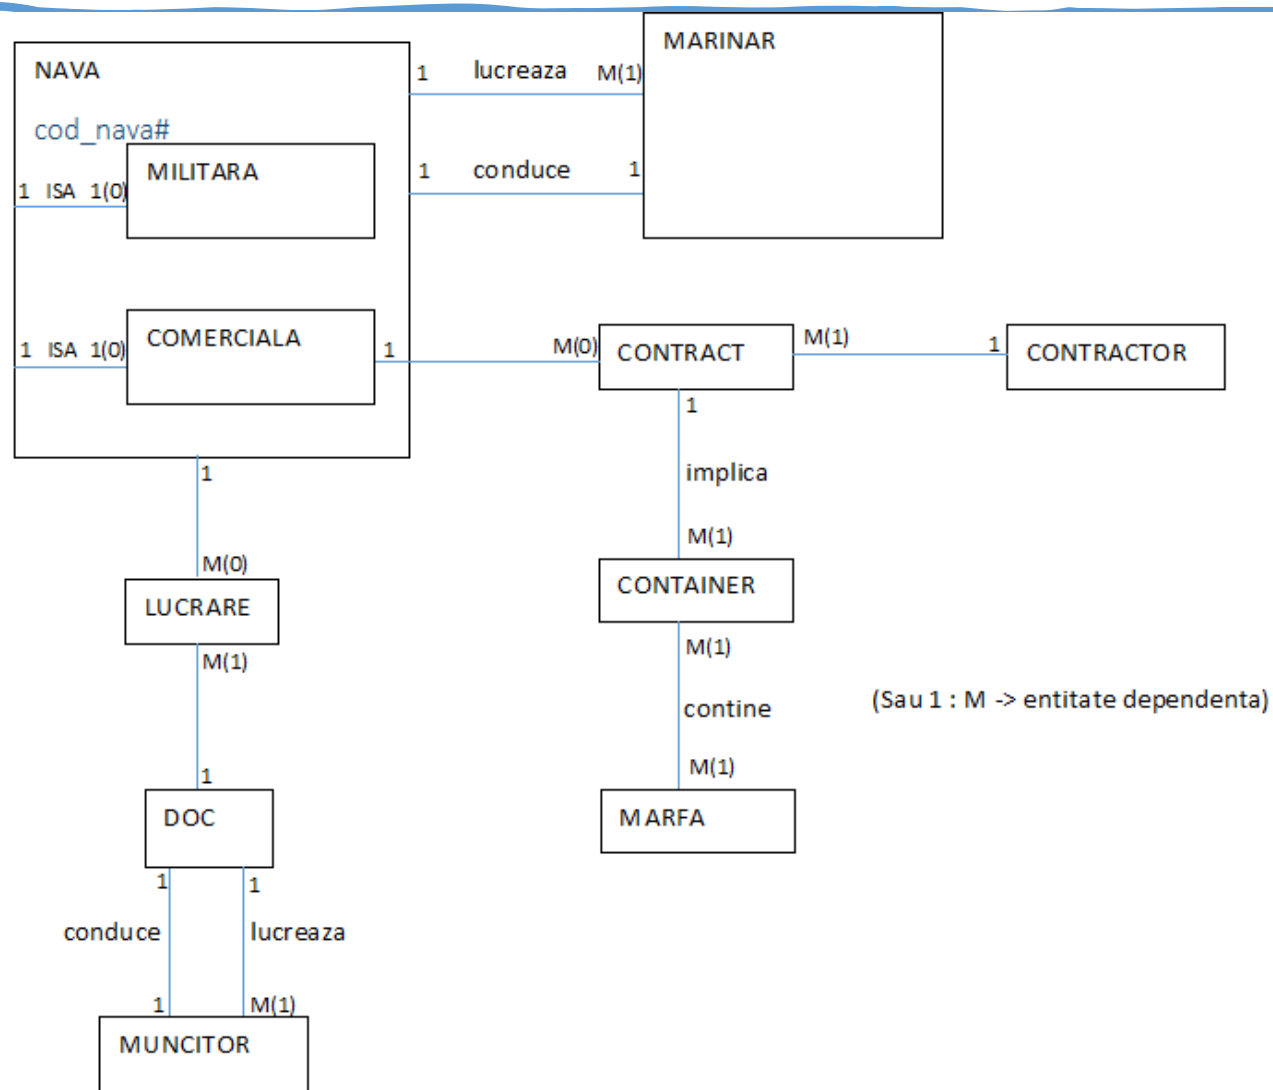 NAVA
cod_nava#
MILITARA
1 ISA 1(0)
COMERCIALA
1 ISA 1(0)
1 lucreaza M(1)
1 conduce 1
MARINAR
1 M(0)
CONTRACT
M(1) 1
CONTRACTOR
1
implica
M(1)
CONTAINER
M(1)
contine
M(1)
MARFA
(Sau 1 : M -> entitate dependenta)
1
M(0)
LUCRARE
M(1)
1
DOC
1 1
conduce lucreaza
1 M(1)
MUNCITOR